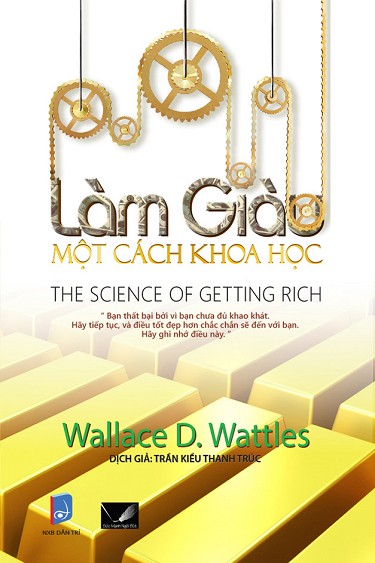 Làm Giàu
MỘT CÁCH KHOA HỌC
THE SCIENCE OF GETTING RICH
" Bạn thất bại bởi vì bạn chưa đủ khao khát.
Hãy tiếp tục, và điều tốt đẹp hơn chắc chắn sẽ đến với bạn.
Hãy ghi nhớ điều này. "
Wallace D. Wattles
DỊCH GIẢ: TRẦN KIỀU THANH TRÚC
NXB DÂN TRÍ